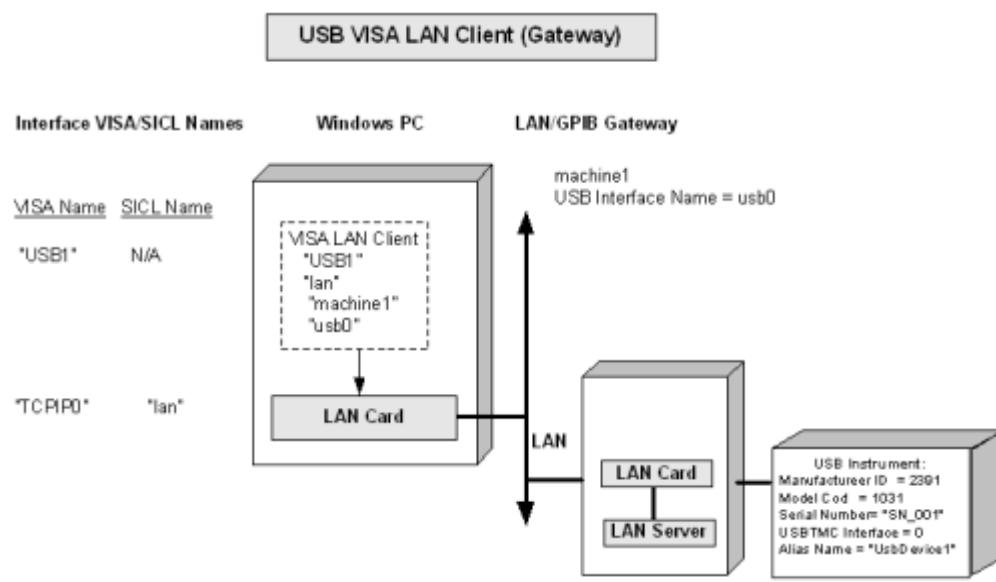 USB VISA LAN Client (Gateway)
Interface VISA/SICL Names
Windows PC
LAN/GPIB Gateway
machine1
USB Interface Name = usb0
VISA Name SICL Name
"USB1" N/A
VISA LAN Client
"USB1"
"lan"
"machine1"
"usb0"
"TCPIP0" "lan"
LAN Card
LAN
LAN Card
LAN Server
USB Instrument:
Manufactureer ID = 2391
Model Cod = 1031
Serial Number= "SN_001"
USBTMC Interface = 0
Alias Name = "UsbDevice1"